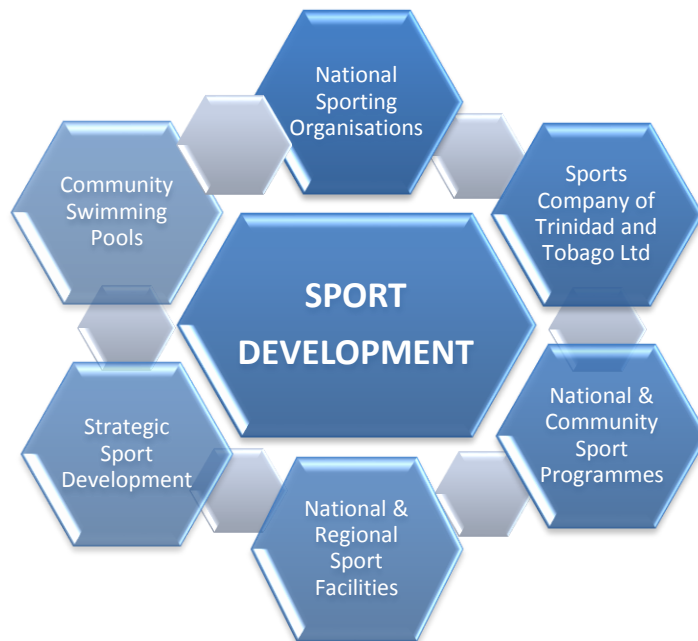 National
Sporting
Organisations
Sports
Company of
Trinidad and
Tobago Ltd
National &
Community
Sport
Programmes
National &
Regional
Sport
Facilities
Strategic
Sport
Development
Community
Swimming
Pools
SPORT
DEVELOPMENT